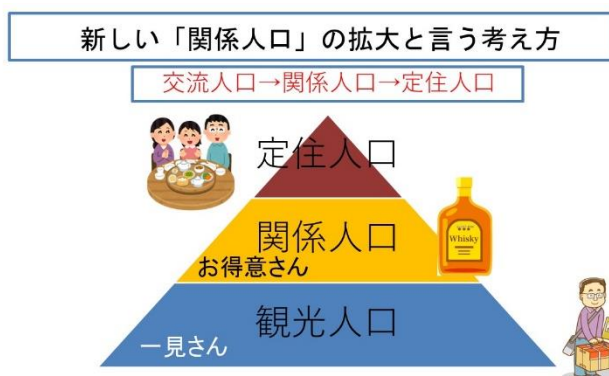 新しい「関係人口」の拡大と言う考え方
交流人口→関係人口→定住人口
定住人口
関係人口
お得意さん
Whisky
観光人口
一見さん